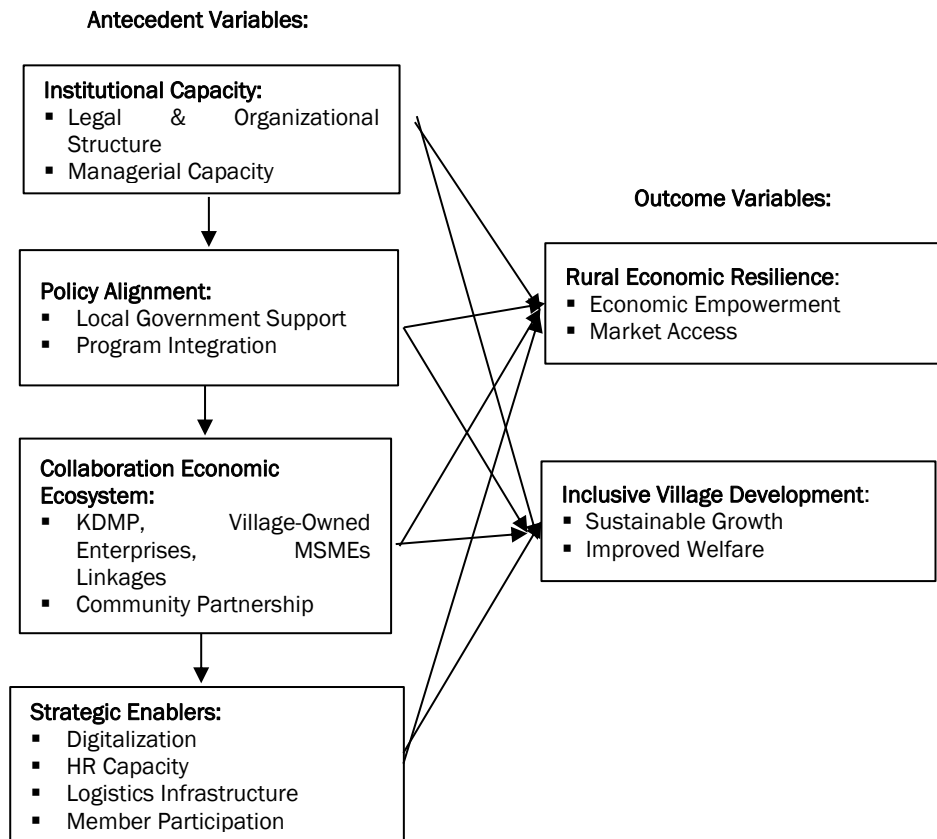 Antecedent Variables:
Institutional Capacity:
▪ Legal & Organizational
Structure
▪ Managerial Capacity
Policy Alignment:
▪ Local Government Support
▪ Program Integration
Collaboration Economic
Ecosystem:
▪ KDMP, Village-Owned
Enterprises, MSMEs
Linkages
▪ Community Partnership
Strategic Enablers:
▪ Digitalization
▪ HR Capacity
▪ Logistics Infrastructure
▪ Member Participation
Outcome Variables:
Rural Economic Resilience:
▪ Economic Empowerment
▪ Market Access
Inclusive Village Development:
▪ Sustainable Growth
▪ Improved Welfare